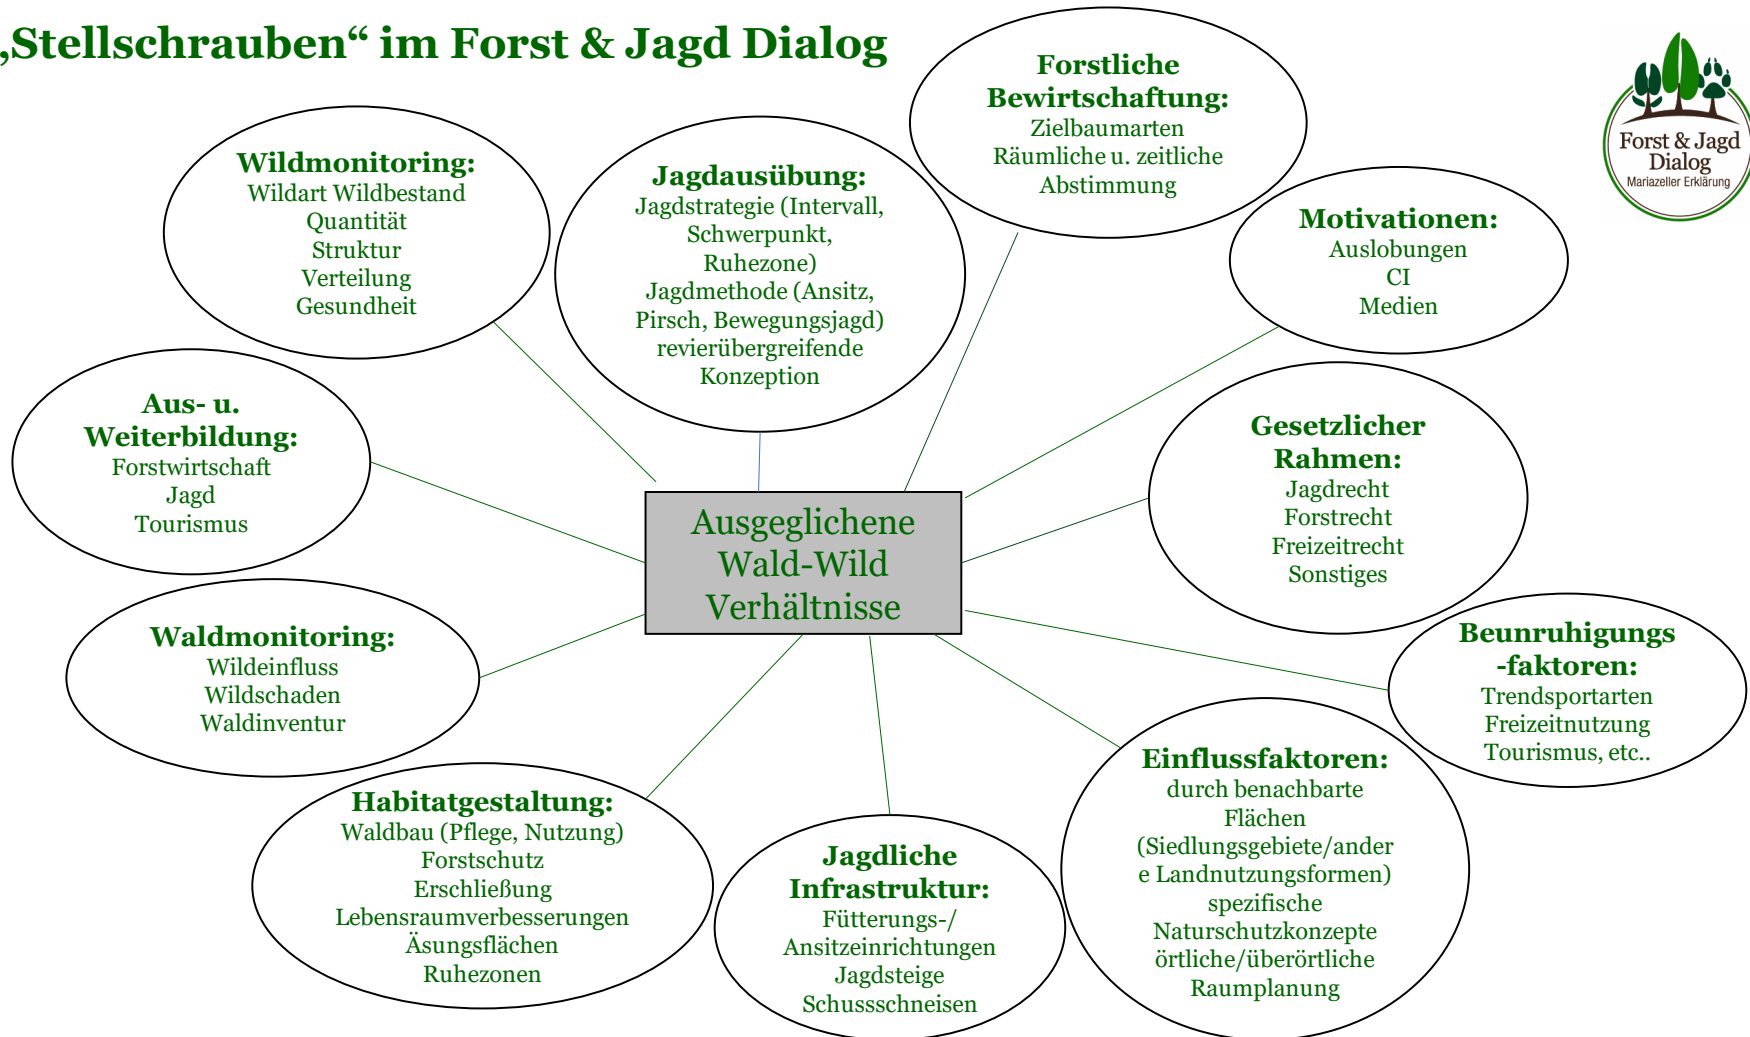 „Stellschrauben“ im Forst & Jagd Dialog
Forst & Jagd
Dialog
Mariazeller Erklärung
Wildmonitoring:
Wildart Wildbestand
Quantität
Struktur
Verteilung
Gesundheit
Jagdausübung:
Jagdstrategie (Intervall,
Schwerpunkt,
Ruhezone)
Jagdmethode (Ansitz,
Pirsch, Bewegungsjagd)
revierübergreifende
Konzeption
Forstliche
Bewirtschaftung:
Zielbaumarten
Räumliche u. zeitliche
Abstimmung
Motivationen:
Auslobungen
CI
Medien
Aus- u.
Weiterbildung:
Forstwirtschaft
Jagd
Tourismus
Gesetzlicher
Rahmen:
Jagdrecht
Forstrecht
Freizeitrecht
Sonstiges
Ausgeglichene
Wald-Wild
Verhältnisse
Waldmonitoring:
Wildeinfluss
Wildschaden
Waldinventur
Beunruhigungs
-faktoren:
Trendsportarten
Freizeitnutzung
Tourismus, etc..
Habitatgestaltung:
Waldbau (Pflege, Nutzung)
Forstschutz
Erschließung
Lebensraumverbesserungen
Äsungsflächen
Ruhezonen
Jagdliche
Infrastruktur:
Fütterungs-/
Ansitzeinrichtungen
Jagdsteige
Schussschneisen
Einflussfaktoren:
durch benachbarte
Flächen
(Siedlungsgebiete/ander
e Landnutzungsformen)
spezifische
Naturschutzkonzepte
örtliche/überörtliche
Raumplanung